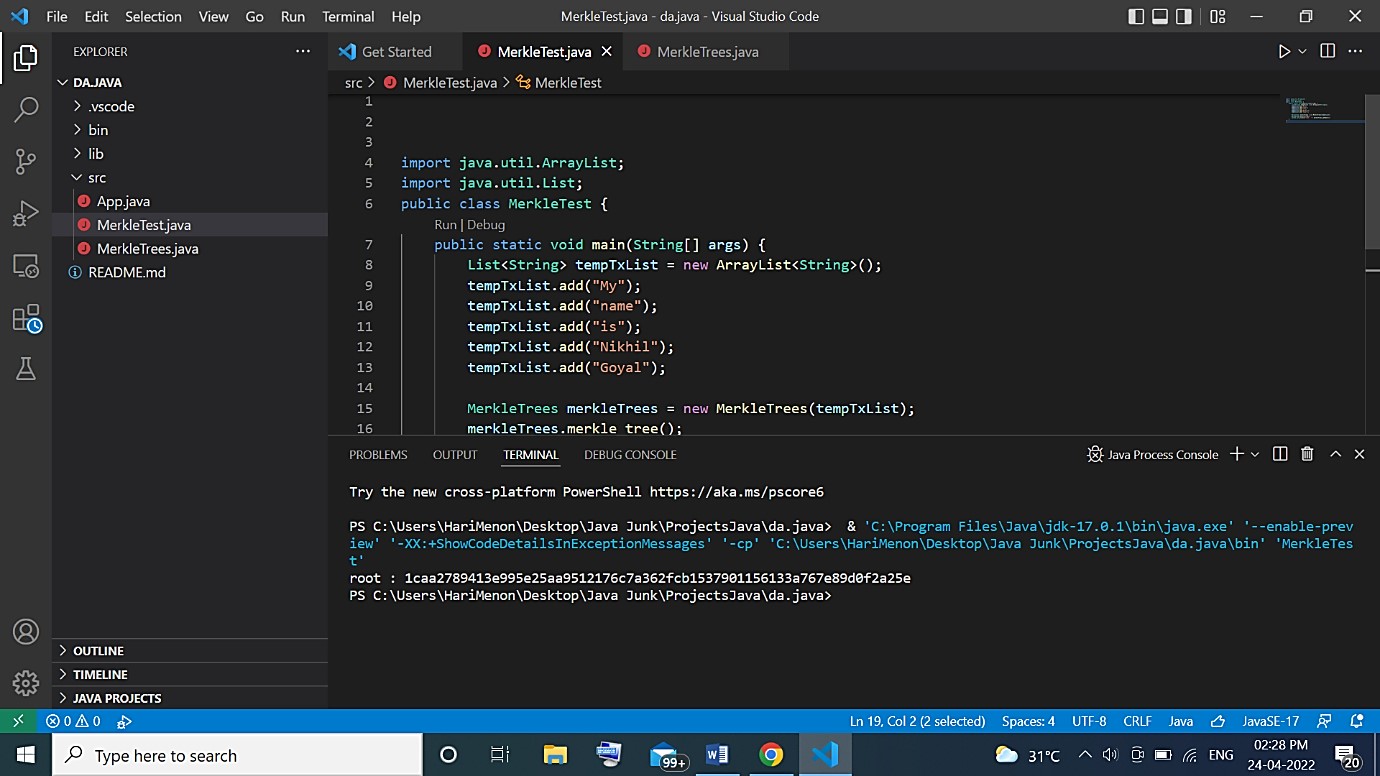 File Edit Selection View Go Run Terminal Help
MerkleTest.java - da.java - Visual Studio Code
EXPLORER
DA.JAVA
.vscode
bin
lib
src
App.java
MerkleTest.java
MerkleTrees.java
README.md
OUTLINE
TIMELINE
JAVA PROJECTS
Get Started MerkleTest.java MerkleTrees.java
src > MerkleTest.java > MerkleTest
1
2
3
4 import java.util.ArrayList;
5 import java.util.List;
6 public class MerkleTest {
Run | Debug
7 public static void main(String[] args) {
8 List<String> tempTxList = new ArrayList<String>();
9 tempTxList.add("My");
10 tempTxList.add("name");
11 tempTxList.add("is");
12 tempTxList.add("Nikhil");
13 tempTxList.add("Goyal");
14
15 MerkleTrees merkleTrees = new MerkleTrees(tempTxList);
16 merkleTrees.merkle_tree();
PROBLEMS OUTPUT TERMINAL DEBUG CONSOLE
Java Process Console
Try the new cross-platform PowerShell https://aka.ms/pscore6
PS C:\Users\HariMenon\Desktop\Java Junk\ProjectsJava\da.java> & 'C:\Program Files\Java\jdk-17.0.1\bin\java.exe' '--enable-prev
iew' '-XX:+ShowCodeDetailsInExceptionMessages' '-cp' 'C:\Users\HariMenon\Desktop\Java Junk\ProjectsJava\da.java\bin' 'MerkleTes
t'
root : 1caa2789413e995e25aa9512176c7a362fcb1537901156133a767e89d0f2a25e
PS C:\Users\HariMenon\Desktop\Java Junk\ProjectsJava\da.java>
0 0
Ln 19, Col 2 (2 selected) Spaces: 4 UTF-8 CRLF Java JavaSE-17
Type here to search
99+
31°C
ENG
02:28 PM
24-04-2022
20